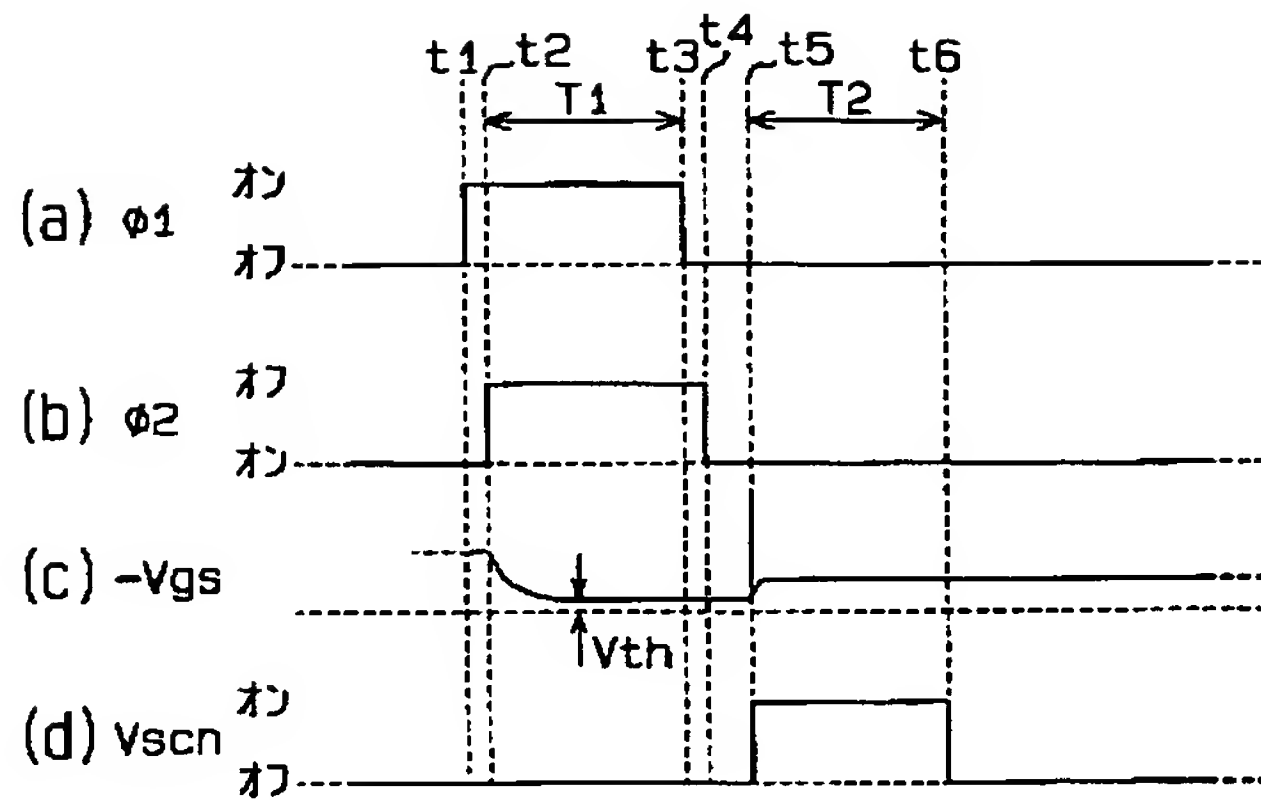 t1 t2 t3 t4 t5 t6
T1 T2
(a) φ1 オン
オフ
(b) φ2 オフ
オン
(c) -Vgs
Vth
(d) Vscn オン
オフ